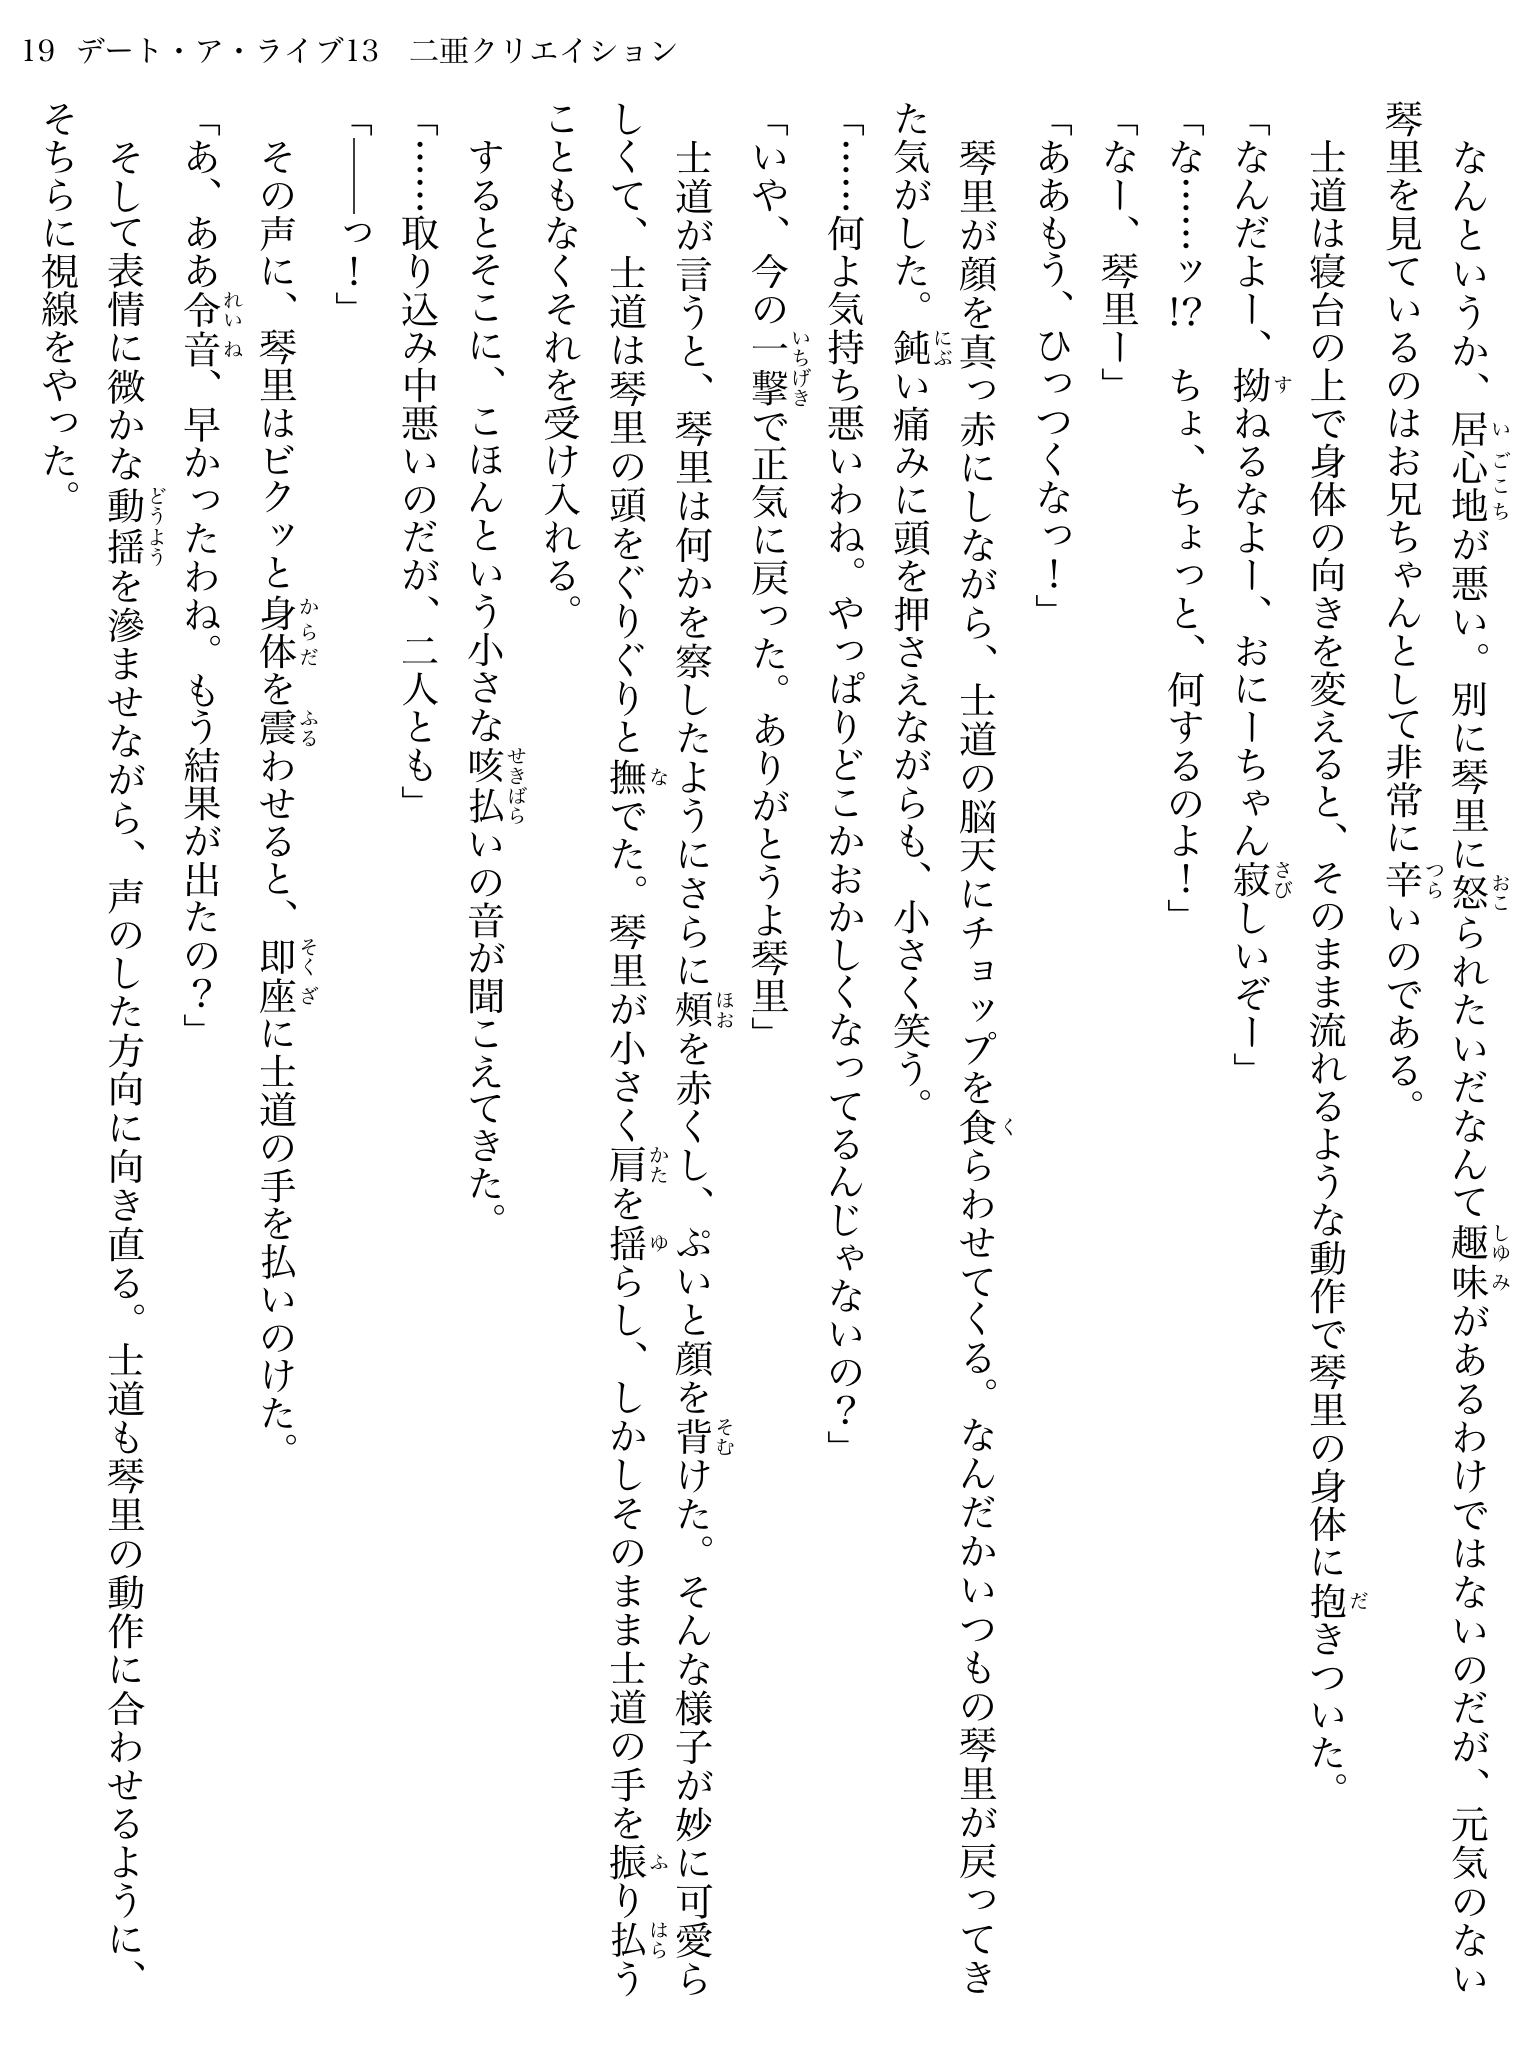 19 デート・ア・ライブ13　二亜クリエイション
　なんというか、居心地が悪い。別に琴里に怒られたいだなんて趣味があるわけではないのだが、元気のない
琴里を見ているのはお兄ちゃんとして非常に辛いのである。
　士道は寝台の上で身体の向きを変えると、そのまま流れるような動作で琴里の身体に抱きついた。
「なんだよー、拗ねるなよー、おにーちゃん寂しいぞー」
「な……ッ!?　ちょ、ちょっと、何するのよ！」
「なー、琴里ー」
「ああもう、ひっつくなっ！」
　琴里が顔を真っ赤にしながら、士道の脳天にチョップを食らわせてくる。なんだかいつもの琴里が戻ってき
た気がした。鈍い痛みに頭を押さえながらも、小さく笑う。
「……何よ気持ち悪いわね。やっぱりどこかおかしくなってるんじゃないの？」
「いや、今の一撃で正気に戻った。ありがとうよ琴里」
　士道が言うと、琴里は何かを察したようにさらに頰を赤くし、ぷいと顔を背けた。そんな様子が妙に可愛ら
しくて、士道は琴里の頭をぐりぐりと撫でた。琴里が小さく肩を揺らし、しかしそのまま士道の手を振り払う
こともなくそれを受け入れる。
　するとそこに、こほんという小さな咳払いの音が聞こえてきた。
「……取り込み中悪いのだが、二人とも」
「――っ！」
　その声に、琴里はビクッと身体を震わせると、即座に士道の手を払いのけた。
「あ、ああ令音、早かったわね。もう結果が出たの？」
　そして表情に微かな動揺を滲ませながら、声のした方向に向き直る。士道も琴里の動作に合わせるように、
そちらに視線をやった。